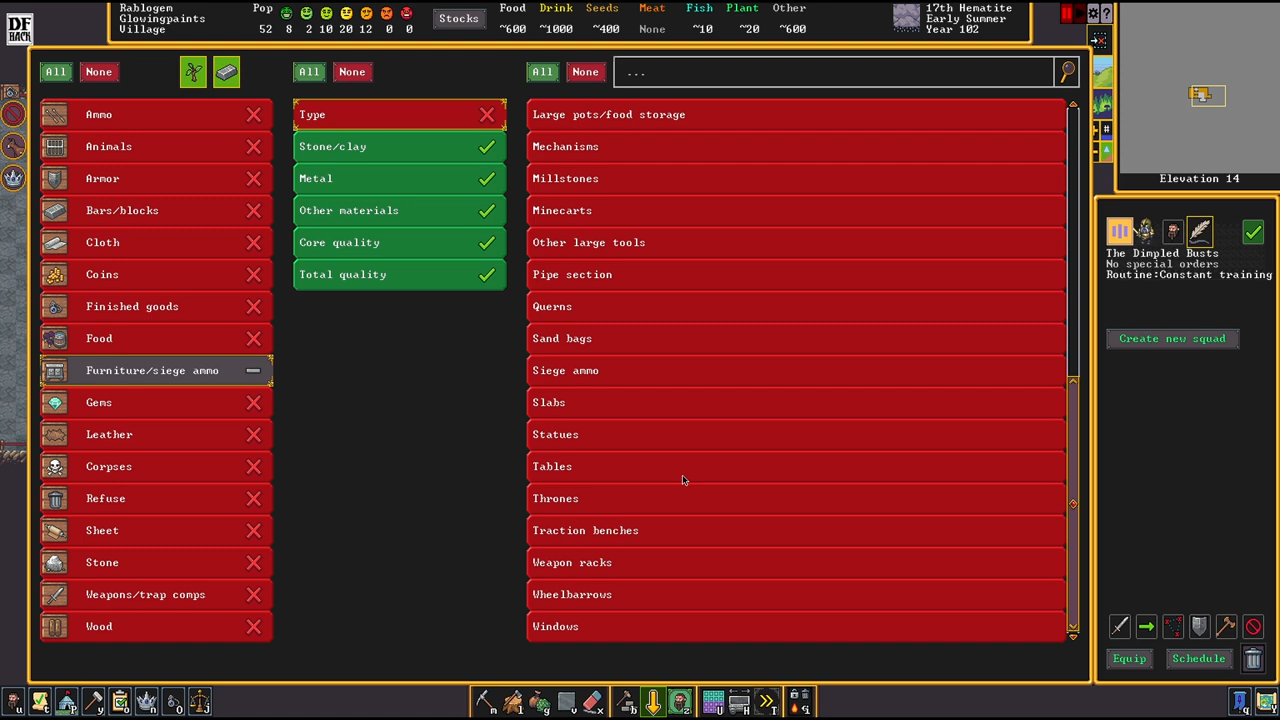 DF
HACK
Rablogem
Glowingpaints
Village
Pop
52 8 2 10 20 12 0 0
Stocks
Food Drink Seeds Meat Fish Plant Other
~600 ~1000 ~400 None ~10 ~20 ~600
17th Hematite
Early Summer
Year 102
?
All None
All None
All None ...
Ammo
Animals
Armor
Bars/blocks
Cloth
Coins
Finished goods
Food
Furniture/siege ammo
Gems
Leather
Corpses
Refuse
Sheet
Stone
Weapons/trap comps
Wood
Type
Stone/clay
Metal
Other materials
Core quality
Total quality
Large pots/food storage
Mechanisms
Millstones
Minecarts
Other large tools
Pipe section
Querns
Sand bags
Siege ammo
Slabs
Statues
Tables
Thrones
Traction benches
Weapon racks
Wheelbarrows
Windows
Elevation 14
The Dimpled Busts
No special orders
Routine:Constant training
Create new squad
Equip Schedule
u t P y o n O J
m l g v x b p z U H T i
q